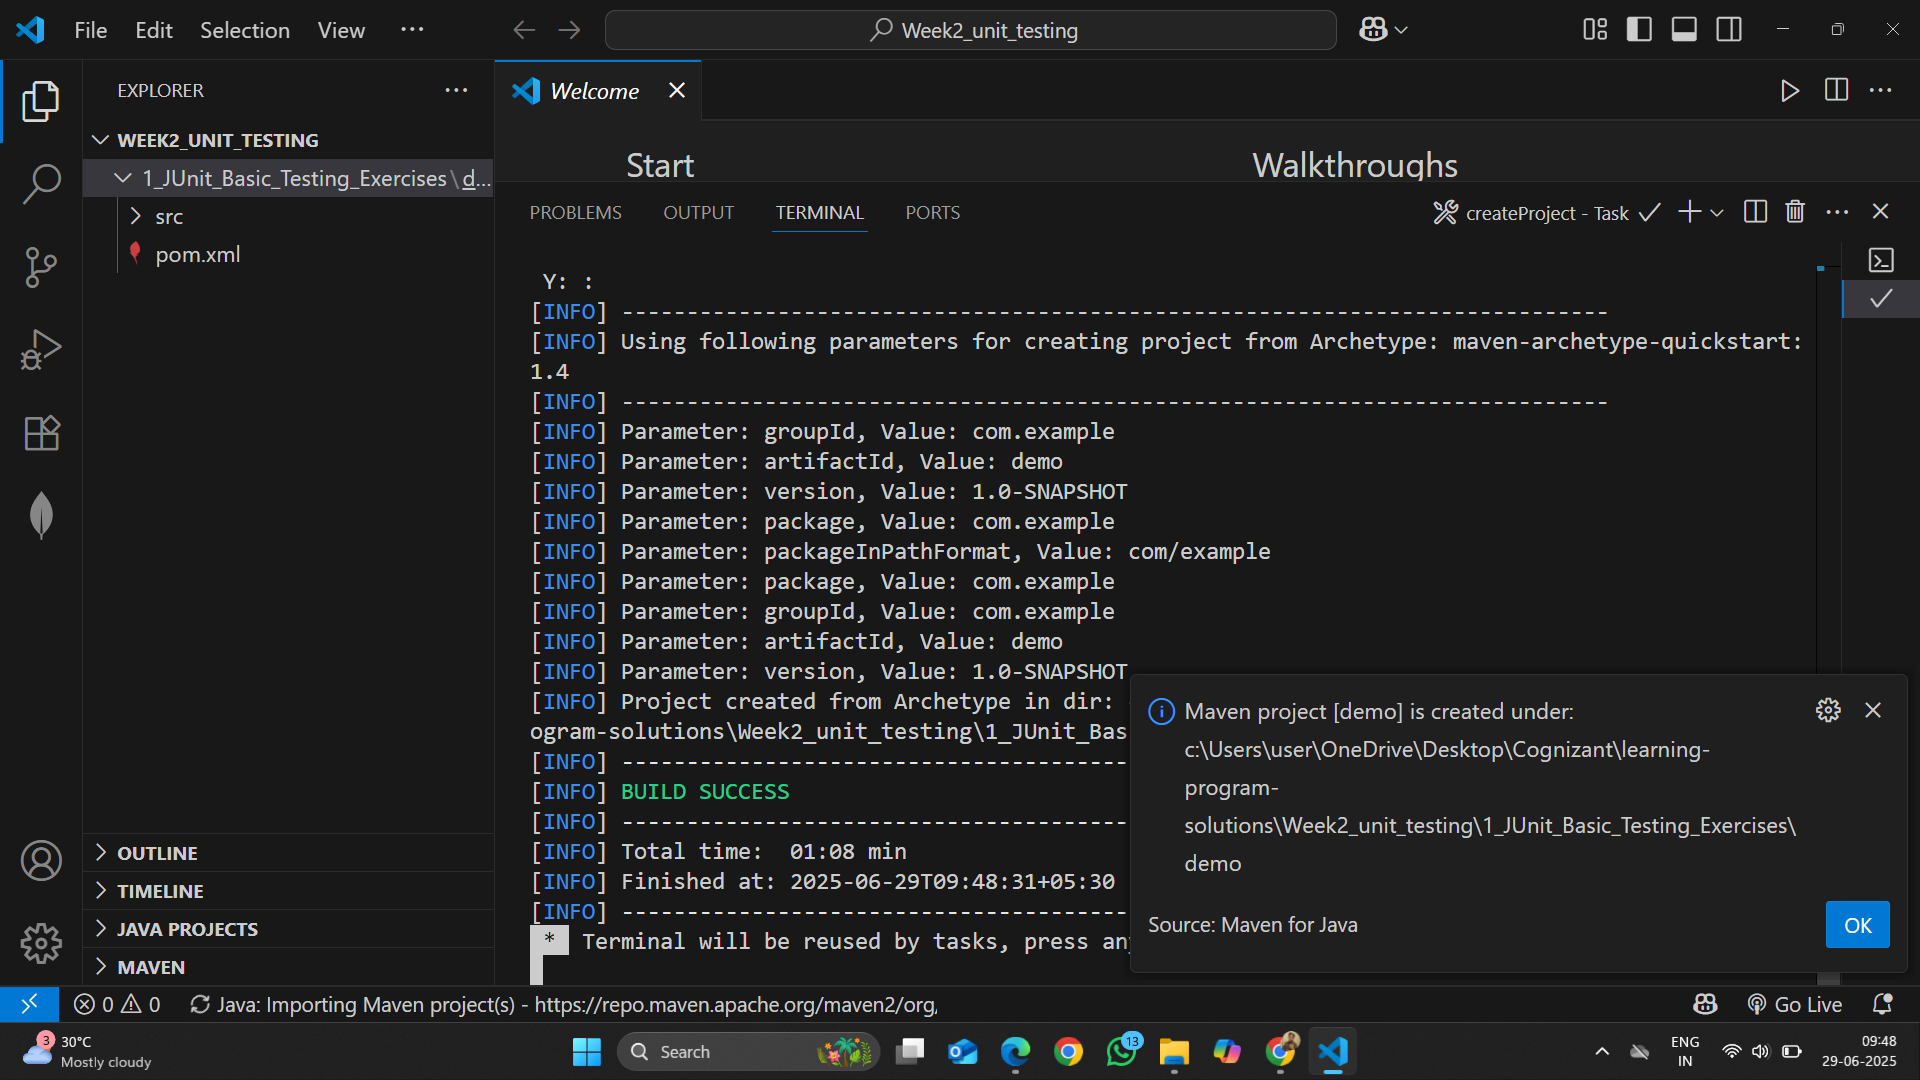 File Edit Selection View ···
Week2_unit_testing
EXPLORER
WEEK2_UNIT_TESTING
1_JUnit_Basic_Testing_Exercises\d...
src
pom.xml
OUTLINE
TIMELINE
JAVA PROJECTS
MAVEN
Welcome
Start
Walkthroughs
PROBLEMS OUTPUT TERMINAL PORTS
createProject - Task
Y: :
[INFO] ----------------------------------------------------------------------------
[INFO] Using following parameters for creating project from Archetype: maven-archetype-quickstart:
1.4
[INFO] ----------------------------------------------------------------------------
[INFO] Parameter: groupId, Value: com.example
[INFO] Parameter: artifactId, Value: demo
[INFO] Parameter: version, Value: 1.0-SNAPSHOT
[INFO] Parameter: package, Value: com.example
[INFO] Parameter: packageInPathFormat, Value: com/example
[INFO] Parameter: package, Value: com.example
[INFO] Parameter: groupId, Value: com.example
[INFO] Parameter: artifactId, Value: demo
[INFO] Parameter: version, Value: 1.0-SNAPSHOT
[INFO] Project created from Archetype in dir:
ogram-solutions\Week2_unit_testing\1_JUnit_Bas
[INFO] ---------------------------------------
[INFO] BUILD SUCCESS
[INFO] ---------------------------------------
[INFO] Total time:  01:08 min
[INFO] Finished at: 2025-06-29T09:48:31+05:30
[INFO] ---------------------------------------
* Terminal will be reused by tasks, press an
Maven project [demo] is created under:
c:\Users\user\OneDrive\Desktop\Cognizant\learning-
program-
solutions\Week2_unit_testing\1_JUnit_Basic_Testing_Exercises\
demo
Source: Maven for Java
OK
0 0 Java: Importing Maven project(s) - https://repo.maven.apache.org/maven2/org,
Go Live
3
30°C
Mostly cloudy
Search
13
ENG
IN
09:48
29-06-2025